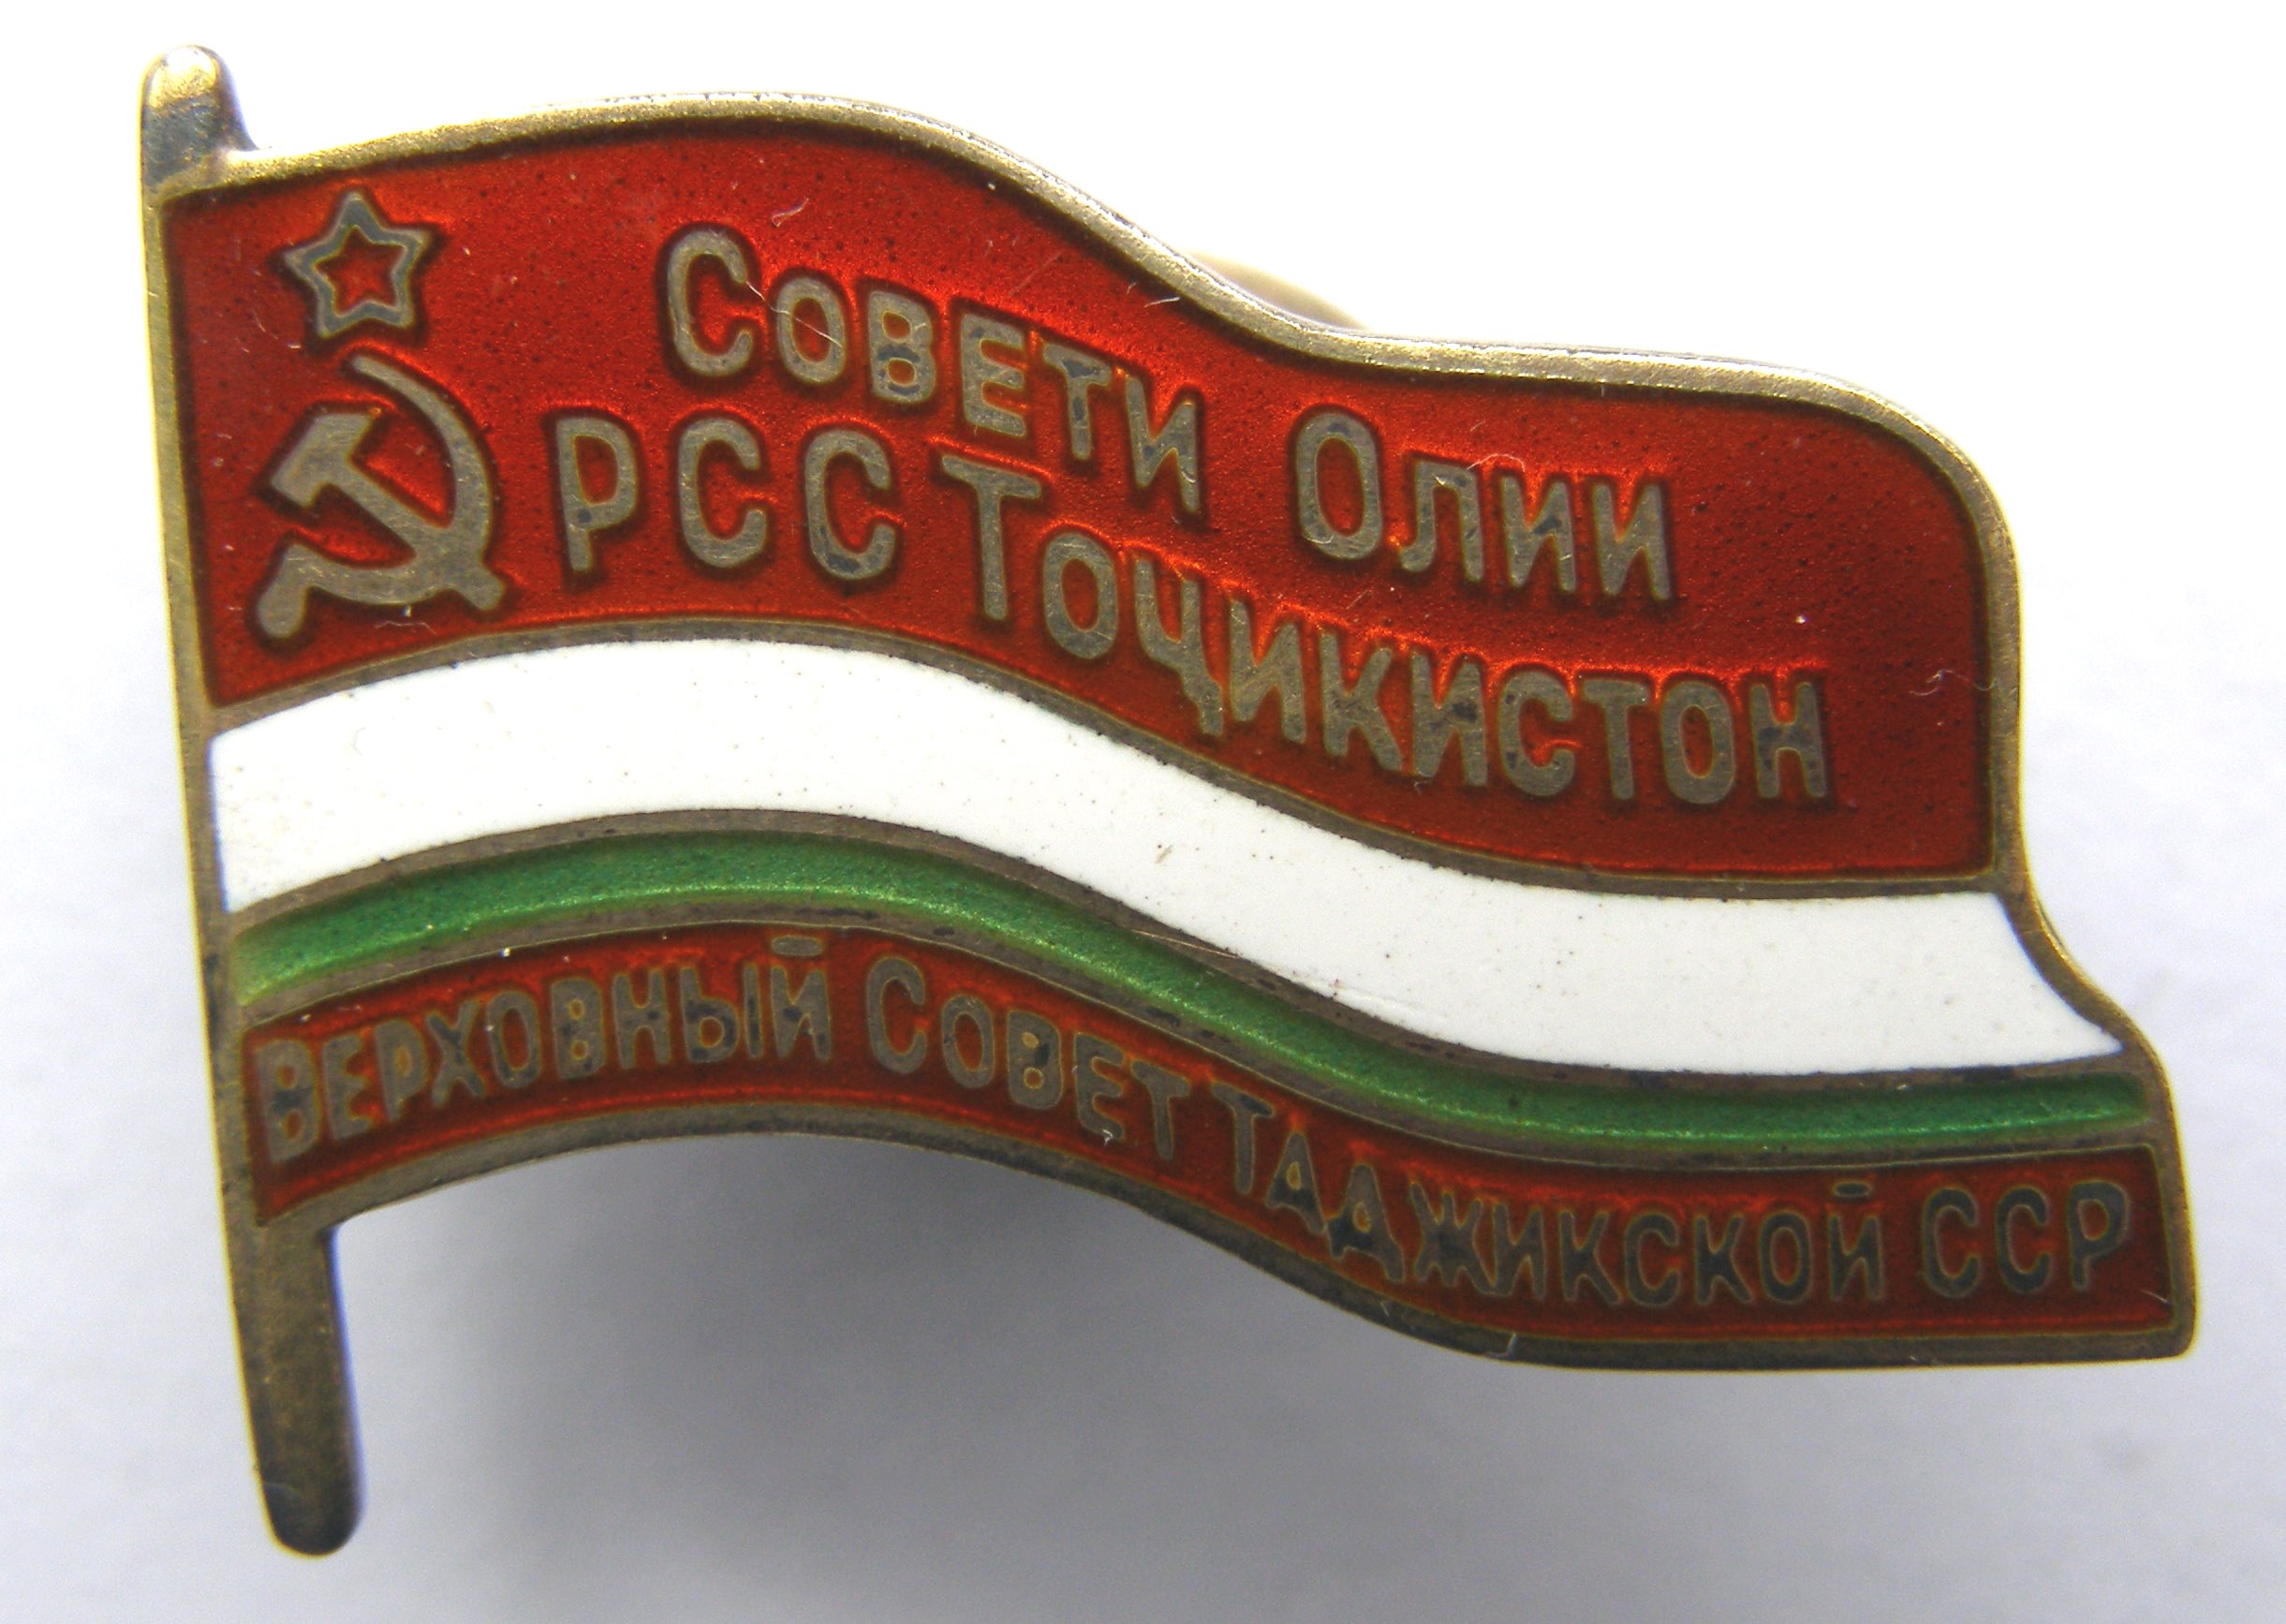 Совети Олии
РСС Тоҷикистон
Верховный Совет Таджикской ССР